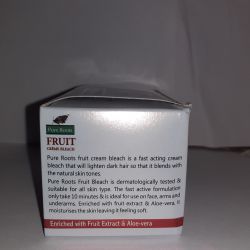 Pure Roots
FRUIT
CREME BLEACH
Pure Roots fruit cream bleach is a fast acting cream
bleach that will lighten dark hair so that it blends with
the natural skin tones.
Pure Roots Fruit Bleach is dermatologically tested &
suitable for all skin type. The fast active formulation
only take 10 minutes & is ideal for use on face, arms and
underarms. Enriched with fruit extract & Aloe-vera. It
moisturises the skin leaving it feeling soft.
Enriched with Fruit Extract & Aloe-vera